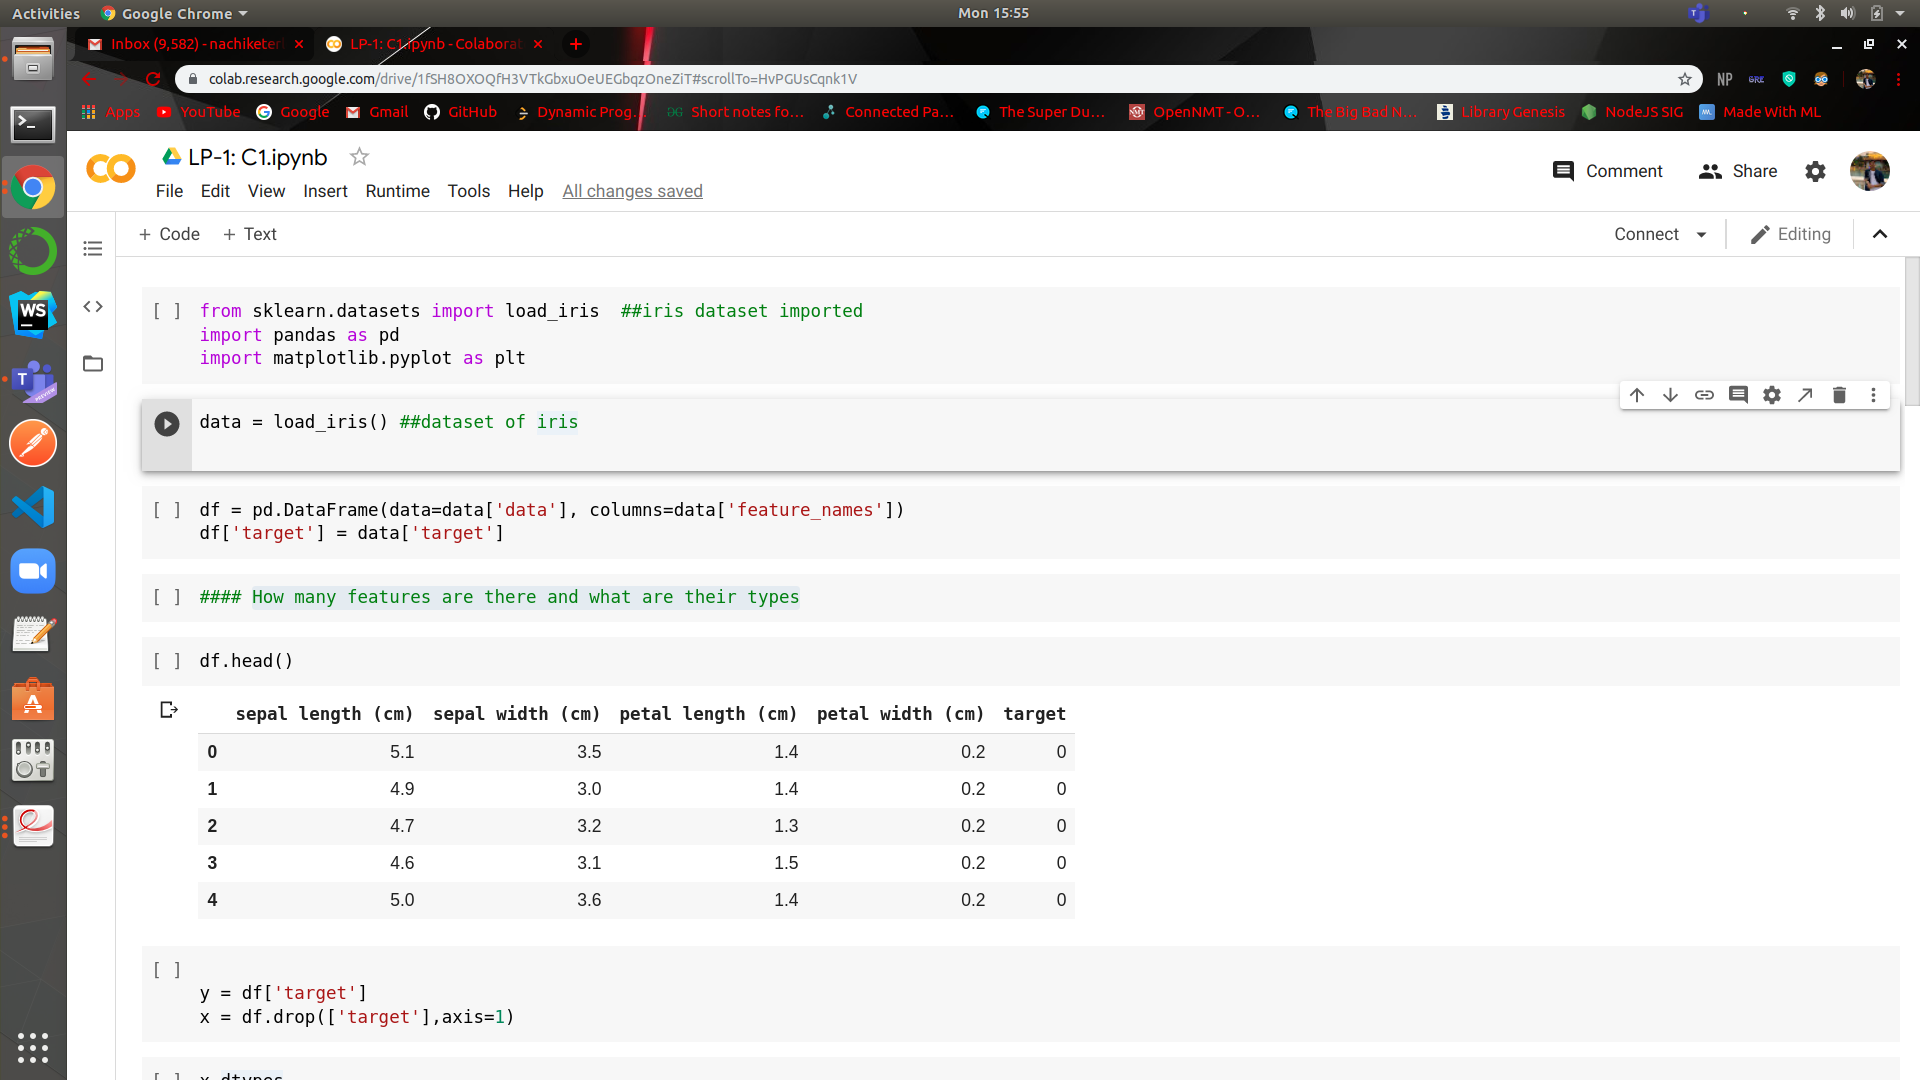 Activities Google Chrome Mon 15:55
Inbox (9,582) - nachiketer LP-1: C1.ipynb - Colaborat
colab.research.google.com/drive/1fSH8OXOQfH3VTkGbxuOeUEGbqzOneZiT#scrollTo=HvPGUsCqnk1V NP GRE
Apps YouTube Google Gmail GitHub Dynamic Prog... Short notes fo... Connected Pa... The Super Du... OpenNMT - O... The Big Bad N... Library Genesis NodeJS SIG Made With ML
LP-1: C1.ipynb
Comment Share
File Edit View Insert Runtime Tools Help All changes saved
+ Code + Text Connect Editing
[ ] from sklearn.datasets import load_iris ##iris dataset imported
import pandas as pd
import matplotlib.pyplot as plt
data = load_iris() ##dataset of iris
[ ] df = pd.DataFrame(data=data['data'], columns=data['feature_names'])
df['target'] = data['target']
[ ] #### How many features are there and what are their types
[ ] df.head()
sepal length (cm) sepal width (cm) petal length (cm) petal width (cm) target
0 5.1 3.5 1.4 0.2 0
1 4.9 3.0 1.4 0.2 0
2 4.7 3.2 1.3 0.2 0
3 4.6 3.1 1.5 0.2 0
4 5.0 3.6 1.4 0.2 0
[ ]
y = df['target']
x = df.drop(['target'],axis=1)
[ ] x.dtypes
WS
T
PREVIEW